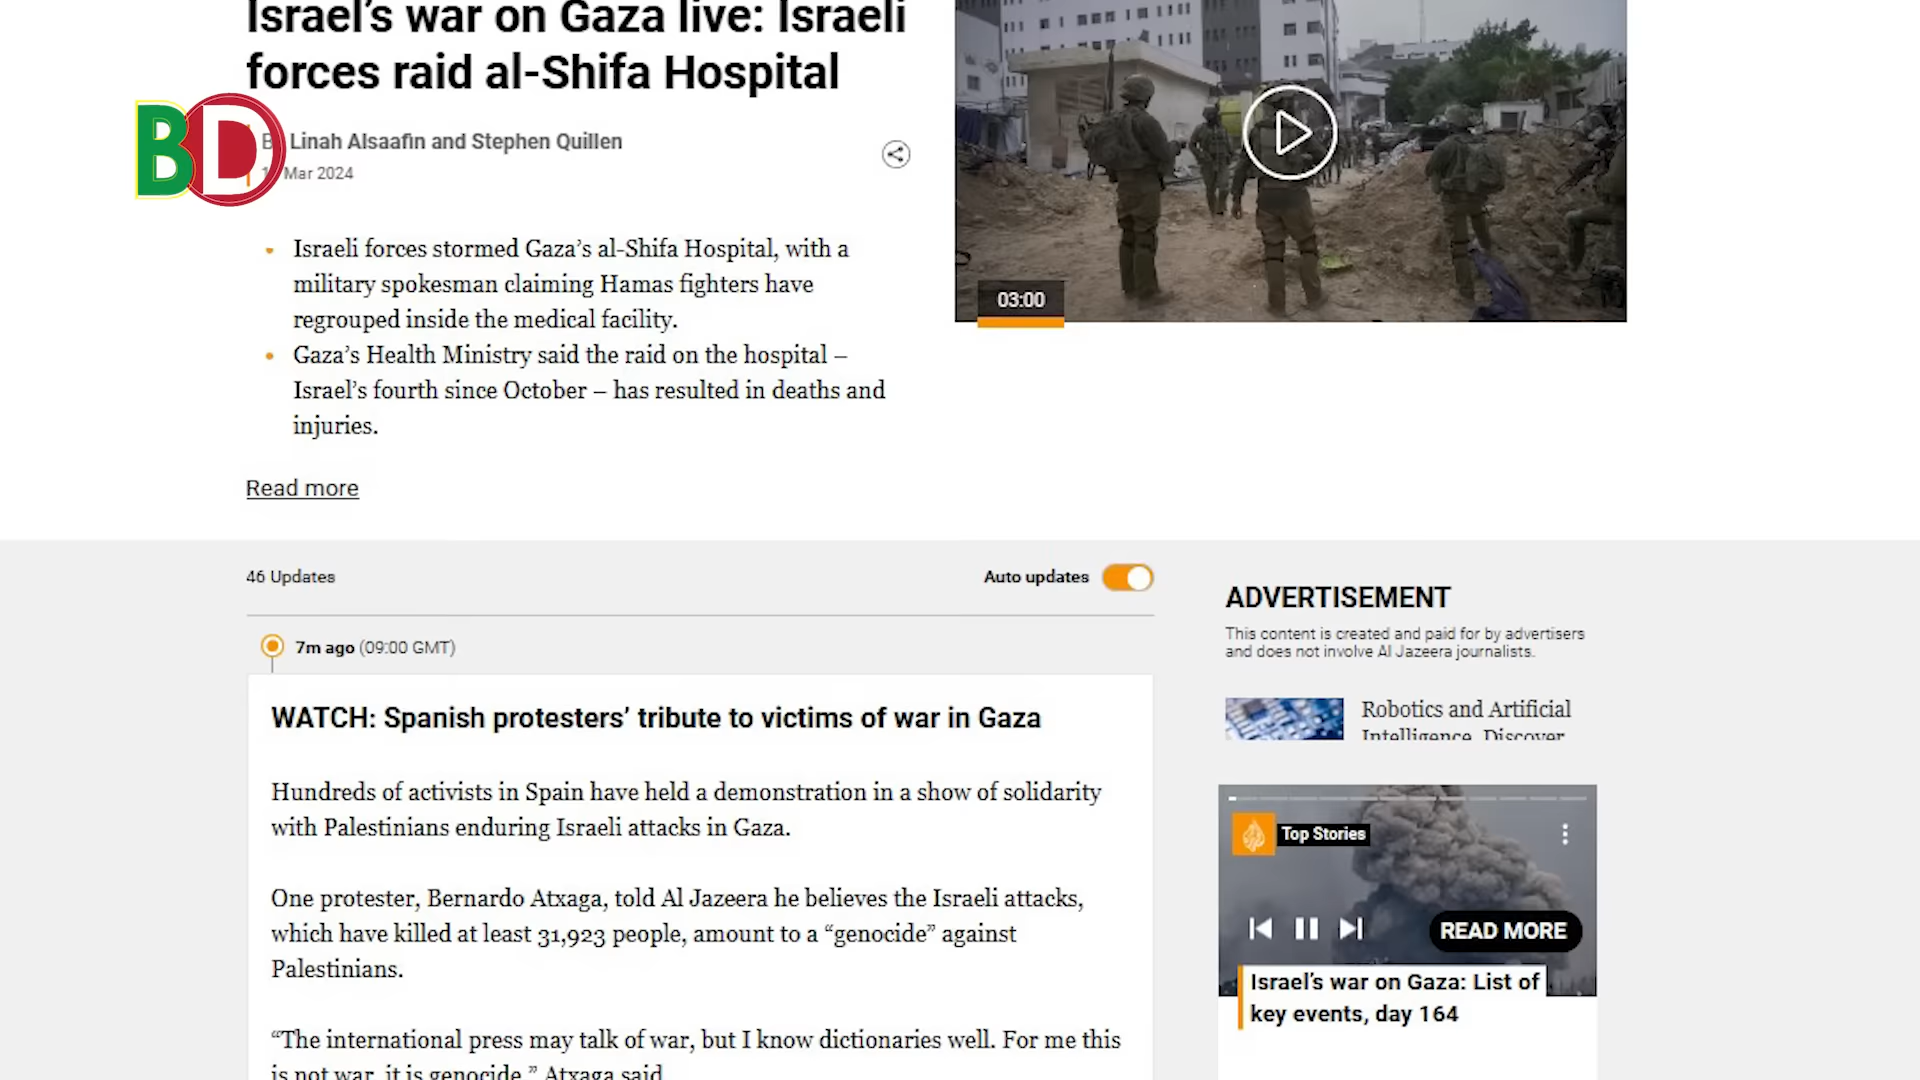 Israel's war on Gaza live: Israeli
forces raid al-Shifa Hospital
BD
By Linah Alsaafin and Stephen Quillen
Mar 2024
Israeli forces stormed Gaza's al-Shifa Hospital, with a
military spokesman claiming Hamas fighters have
regrouped inside the medical facility.
Gaza's Health Ministry said the raid on the hospital –
Israel's fourth since October – has resulted in deaths and
injuries.
Read more
03:00
46 Updates
Auto updates
7m ago (09:00 GMT)
WATCH: Spanish protesters' tribute to victims of war in Gaza
Hundreds of activists in Spain have held a demonstration in a show of solidarity
with Palestinians enduring Israeli attacks in Gaza.
One protester, Bernardo Atxaga, told Al Jazeera he believes the Israeli attacks,
which have killed at least 31,923 people, amount to a “genocide” against
Palestinians.
“The international press may talk of war, but I know dictionaries well. For me this
is not war, it is genocide,” Atxaga said
ADVERTISEMENT
This content is created and paid for by advertisers
and does not involve Al Jazeera journalists.
Robotics and Artificial
Intelligence. Discover
Top Stories
READ MORE
Israel's war on Gaza: List of
key events, day 164